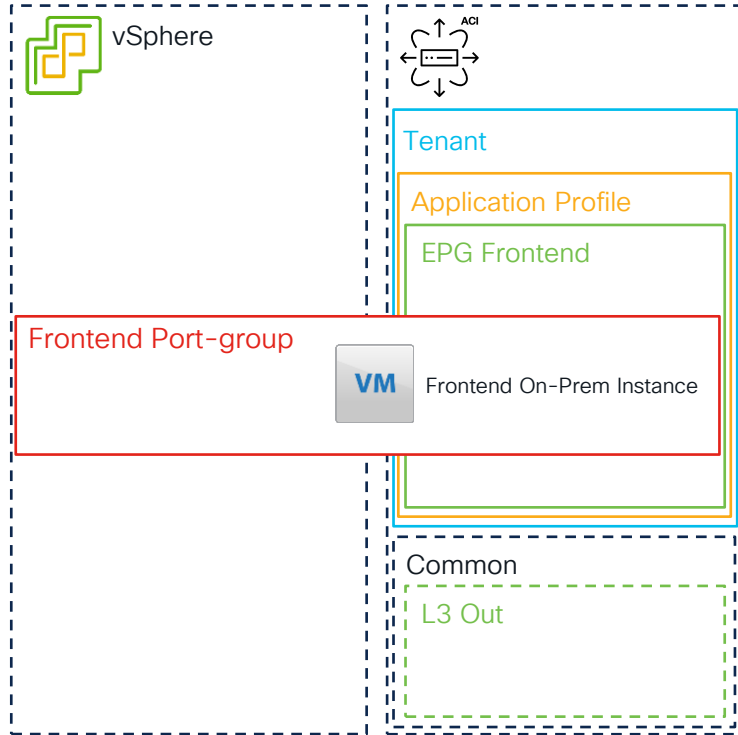 vSphere
ACI
Tenant
Application Profile
EPG Frontend
Frontend Port-group
VM
Frontend On-Prem Instance
Common
L3 Out